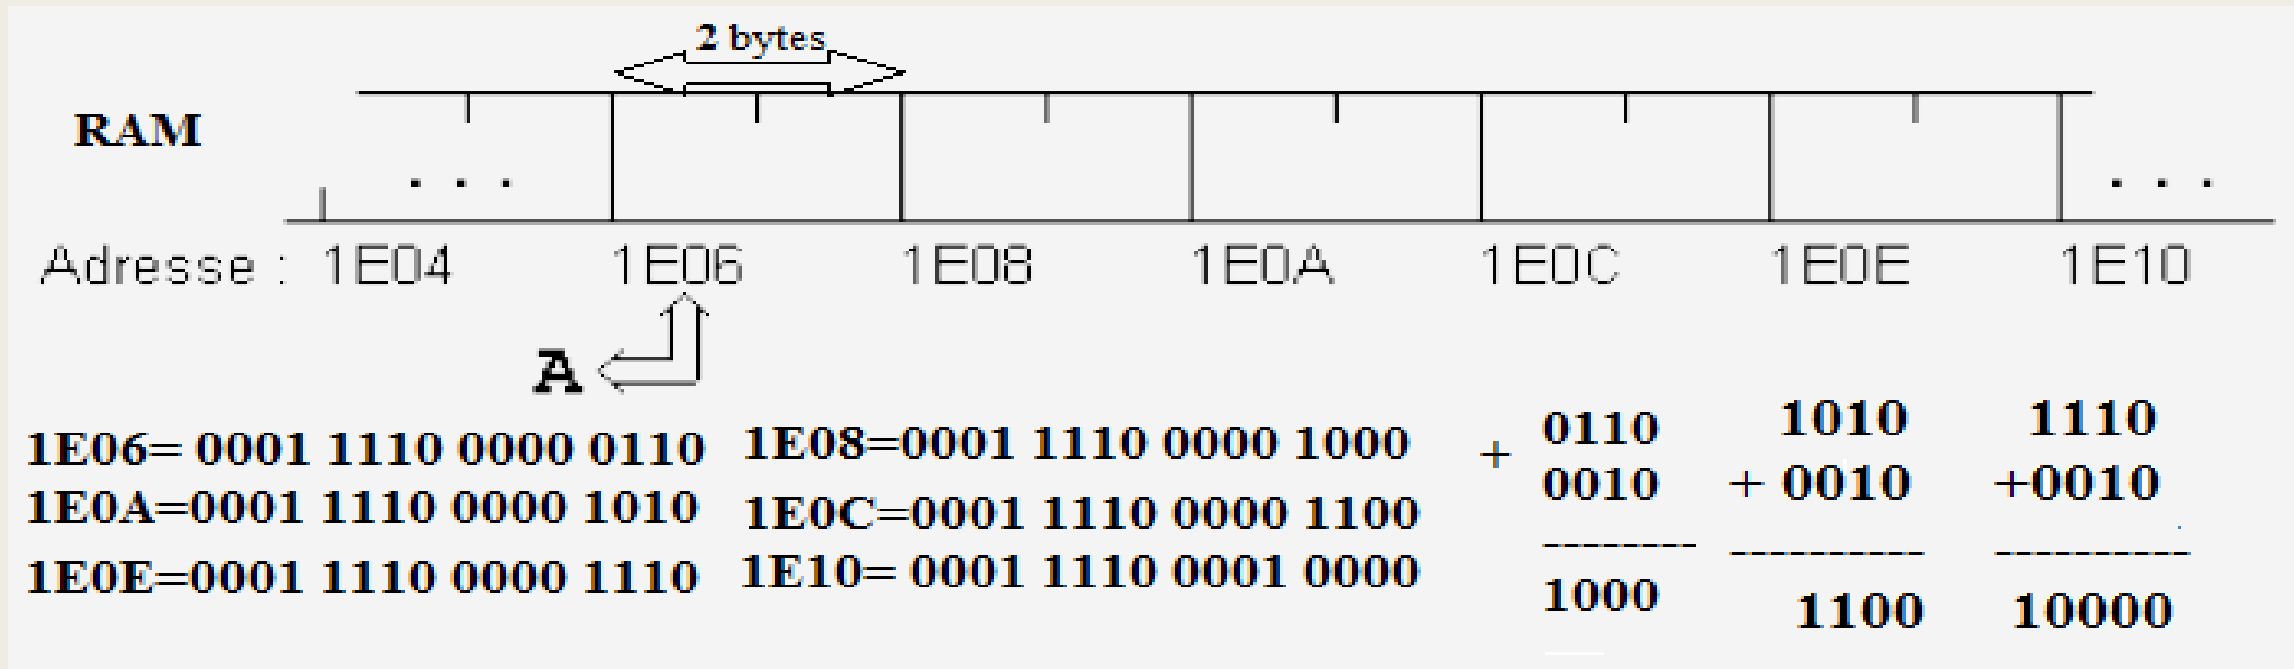 2 bytes
RAM
. . .
. . .
Adresse : 1E04 1E06 1E08 1E0A 1E0C 1E0E 1E10
A
1E06= 0001 1110 0000 0110
1E0A=0001 1110 0000 1010
1E0E=0001 1110 0000 1110
1E08=0001 1110 0000 1000
1E0C=0001 1110 0000 1100
1E10= 0001 1110 0001 0000
0110
+ 0010
--------
1000
1010
+ 0010
----------
1100
1110
+0010
----------
10000